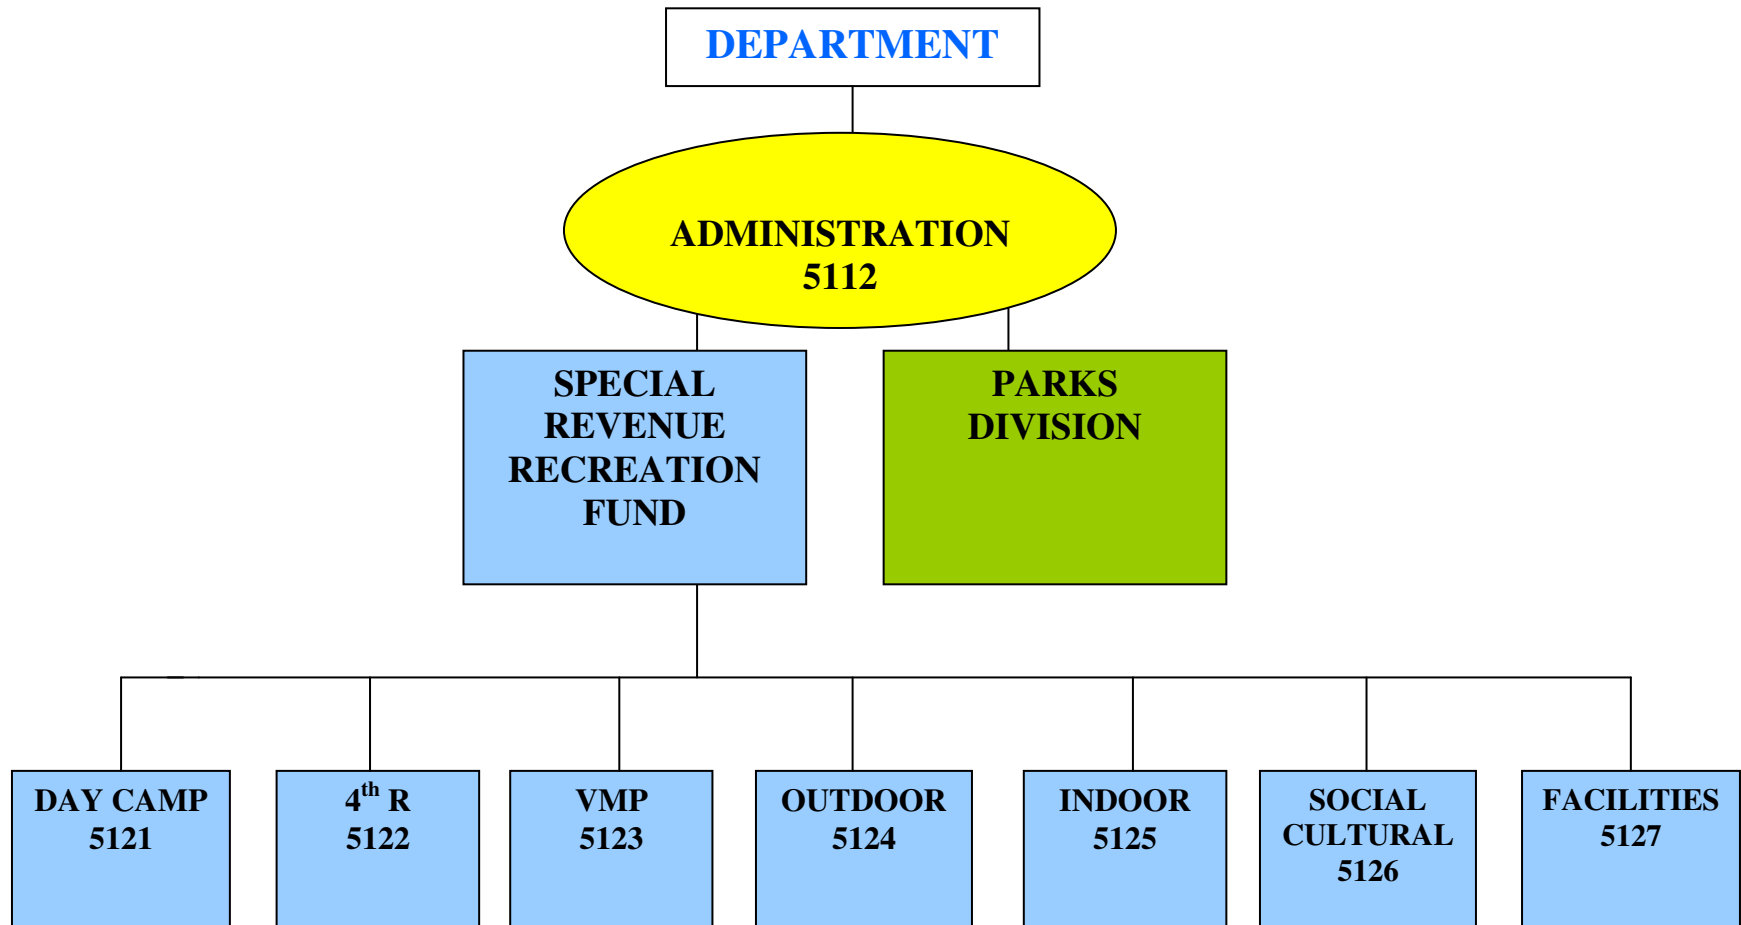 DEPARTMENT
ADMINISTRATION
5112
SPECIAL
REVENUE
RECREATION
FUND
PARKS
DIVISION
DAY CAMP
5121
4th R
5122
VMP
5123
OUTDOOR
5124
INDOOR
5125
SOCIAL
CULTURAL
5126
FACILITIES
5127